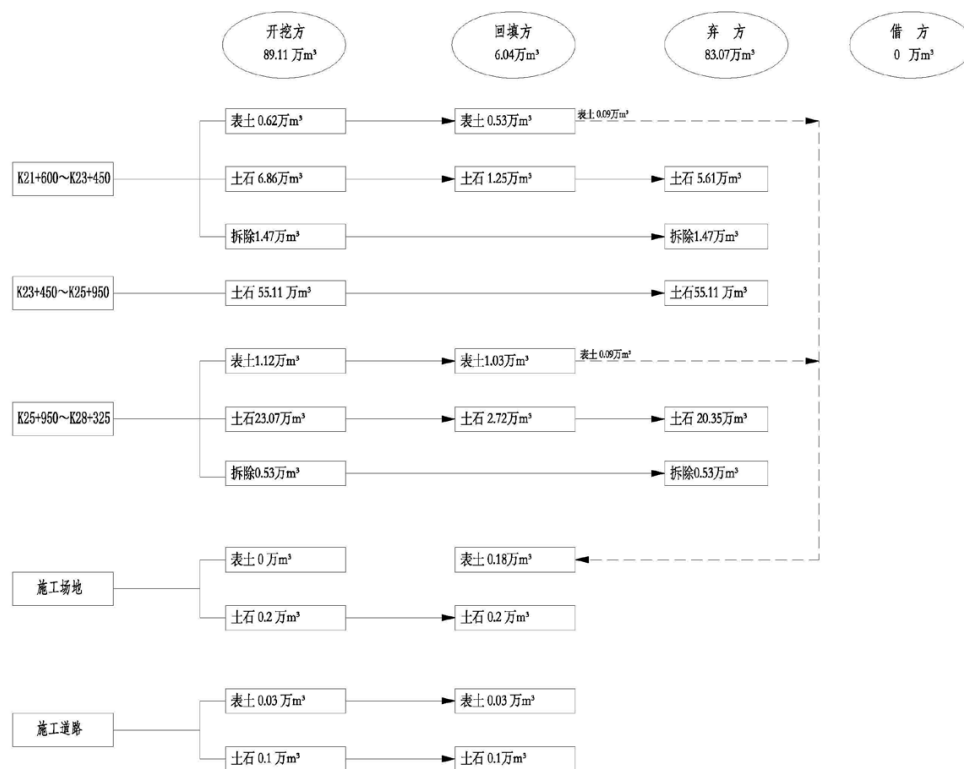 开挖方
89.11 万m³
回填方
6.04万m³
弃 方
83.07万m³
借 方
0 万m³
表土 0.62万m³
表土 0.53万m³
表土 0.09万m³
K21+600～K23+450
土石 6.86万m³
土石 1.25万m³
土石 5.61万m³
拆除1.47万m³
拆除1.47万m³
K23+450～K25+950
土石 55.11 万m³
土石55.11万m³
表土1.12万m³
表土1.03万m³
表土 0.09万m³
K25+950～K28+325
土石23.07万m³
土石 2.72万m³
土石 20.35万m³
拆除0.53万m³
拆除0.53万m³
表土 0 万m³
表土 0.18万m³
施工场地
土石 0.2 万m³
土石 0.2 万m³
表土 0.03 万m³
表土 0.03 万m³
施工道路
土石 0.1 万m³
土石 0.1万m³